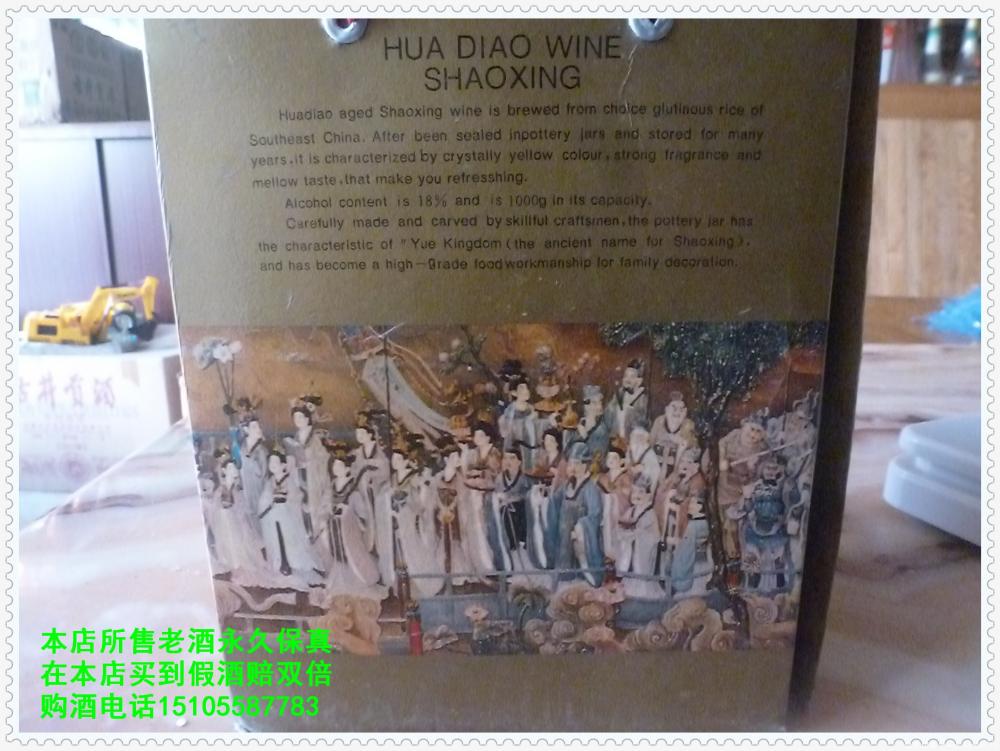 HUA DIAO WINE
SHAOXING
Huadiao aged Shaoxing wine is brewed from choice glutinous rice of
Southeast China. After been sealed inpottery jars and stored for many
years,it is characterized by crystally yellow colour,strong fragrance and
mellow taste,that make you refresshing.
Alcohol content is 18% and is 1000g in its capacity.
Carefully made and carved by skillful craftsmen,the pottery jar has
the characteristic of "Yue Kingdom(the ancient name for Shaoxing),
and has become a high-grade foodworkmanship for family decoration.
井贡酒
本店所售老酒永久保真
在本店买到假酒赔双倍
购酒电话15105587783